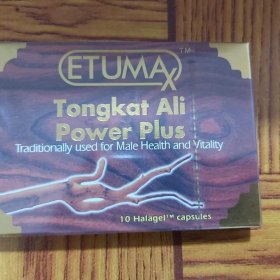 ETUMAX
TM
Tongkat Ali
Power Plus
Traditionally used for Male Health and Vitality
10 Halagel™ capsules